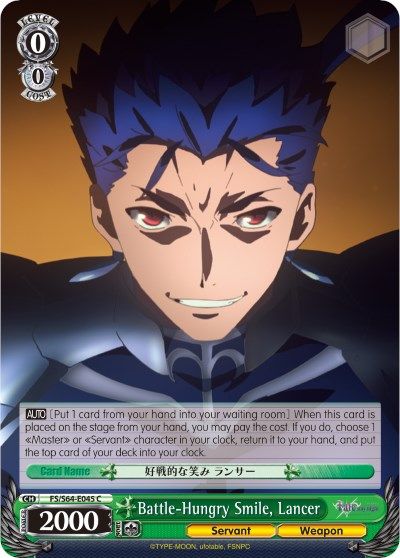 LEVEL
0
0
COST
[AUTO] [Put 1 card from your hand into your waiting room] When this card is
placed on the stage from your hand, you may pay the cost. If you do, choose 1
«Master» or «Servant» character in your clock, return it to your hand, and put
the top card of your deck into your clock.
Card Name 好戦的な笑み ランサー
CH FS/S64-E045 C
Battle-Hungry Smile, Lancer
POWER
2000
Servant Weapon
©TYPE-MOON, ufotable, FSNPC